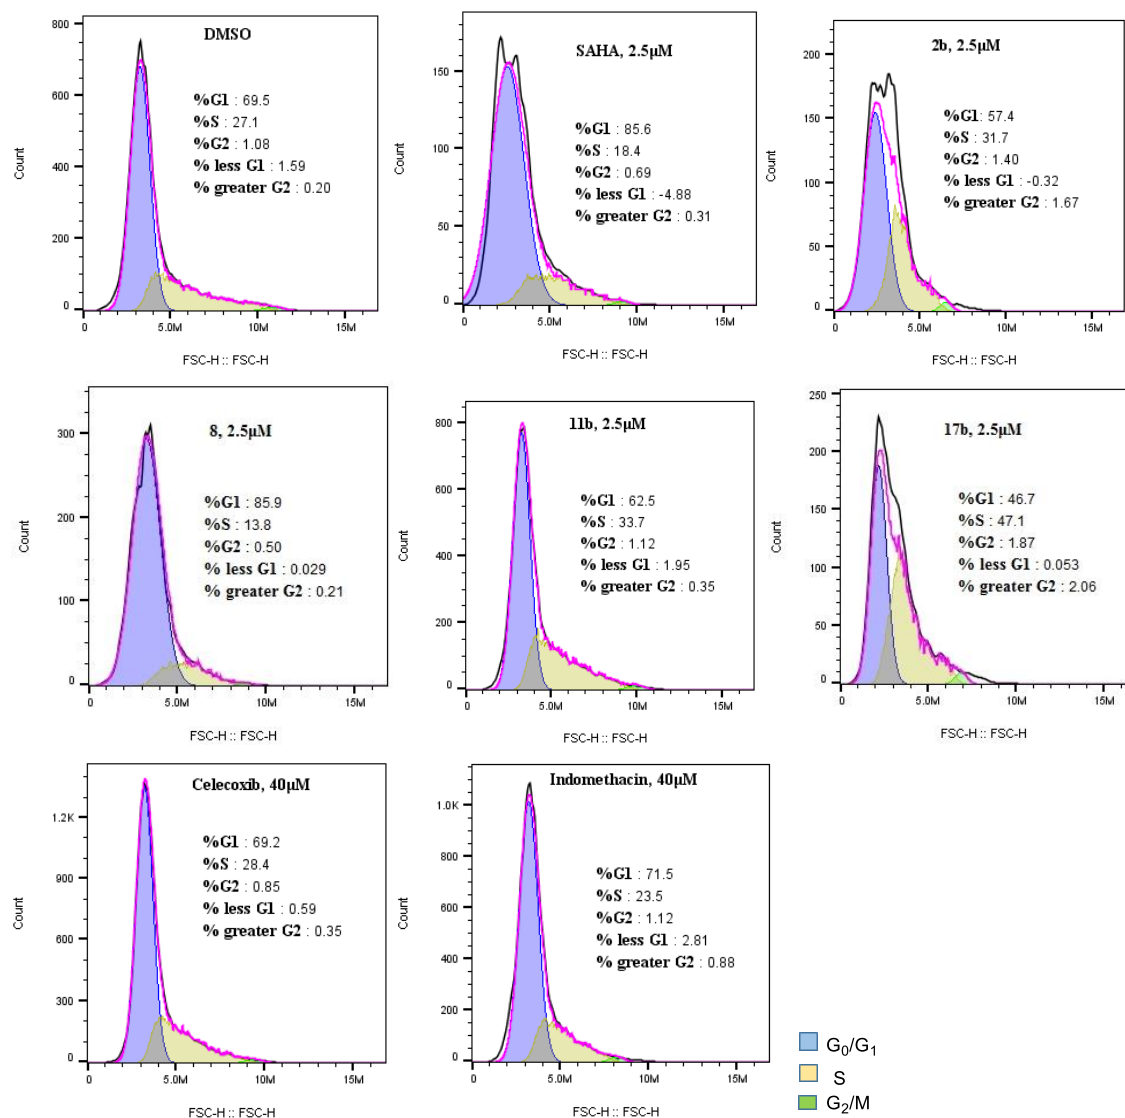 DMSO
%G1 : 69.5
%S : 27.1
%G2 : 1.08
% less G1 : 1.59
% greater G2 : 0.20
Count
800
600
400
200
0
0
5.0M
10M
15M
FSC-H :: FSC-H
SAHA, 2.5µM
%G1 : 85.6
%S : 18.4
%G2 : 0.69
% less G1 : -4.88
% greater G2 : 0.31
Count
150
100
50
0
0
5.0M
10M
15M
FSC-H :: FSC-H
2b, 2.5µM
%G1: 57.4
%S : 31.7
%G2 : 1.40
% less G1 : -0.32
% greater G2 : 1.67
Count
200
150
100
50
0
0
5.0M
10M
15M
FSC-H :: FSC-H
8, 2.5µM
%G1 : 85.9
%S : 13.8
%G2 : 0.50
% less G1 : 0.029
% greater G2 : 0.21
Count
300
200
100
0
0
5.0M
10M
15M
FSC-H :: FSC-H
11b, 2.5µM
%G1 : 62.5
%S : 33.7
%G2 : 1.12
% less G1 : 1.95
% greater G2 : 0.35
Count
800
600
400
200
0
0
5.0M
10M
15M
FSC-H :: FSC-H
17b, 2.5µM
%G1 : 46.7
%S : 47.1
%G2 : 1.87
% less G1 : 0.053
% greater G2 : 2.06
Count
250
200
150
100
50
0
0
5.0M
10M
15M
FSC-H :: FSC-H
Celecoxib, 40µM
%G1 : 69.2
%S : 28.4
%G2 : 0.85
% less G1 : 0.59
% greater G2 : 0.35
Count
1.2K
900
600
300
0
0
5.0M
10M
15M
FSC-H :: FSC-H
Indomethacin, 40µM
%G1 : 71.5
%S : 23.5
%G2 : 1.12
% less G1 : 2.81
% greater G2 : 0.88
Count
1.0K
800
600
400
200
0
0
5.0M
10M
15M
FSC-H :: FSC-H
G₀/G₁
S
G₂/M